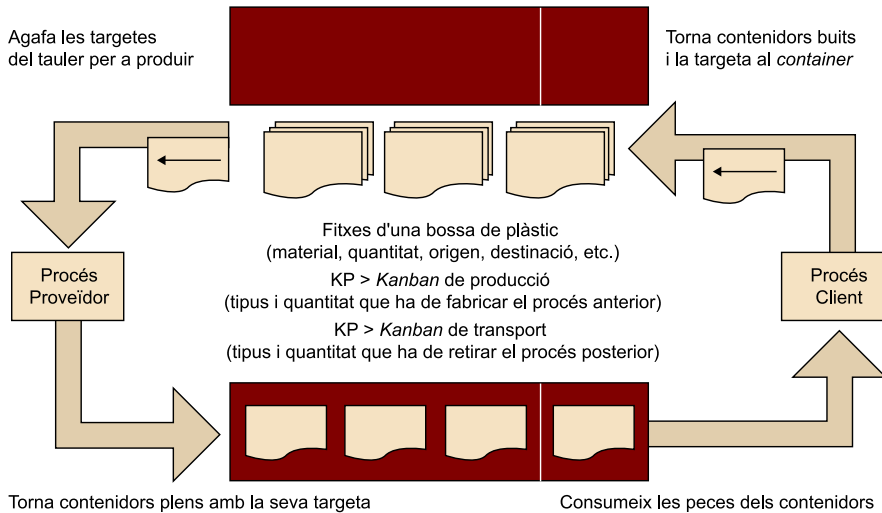 Agafa les targetes
del tauler per a produir
Torna contenidors buits
i la targeta al container
Fitxes d'una bossa de plàstic
(material, quantitat, origen, destinació, etc.)
KP > Kanban de producció
(tipus i quantitat que ha de fabricar el procés anterior)
KP > Kanban de transport
(tipus i quantitat que ha de retirar el procés posterior)
Procés
Proveïdor
Procés
Client
Torna contenidors plens amb la seva targeta
Consumeix les peces dels contenidors